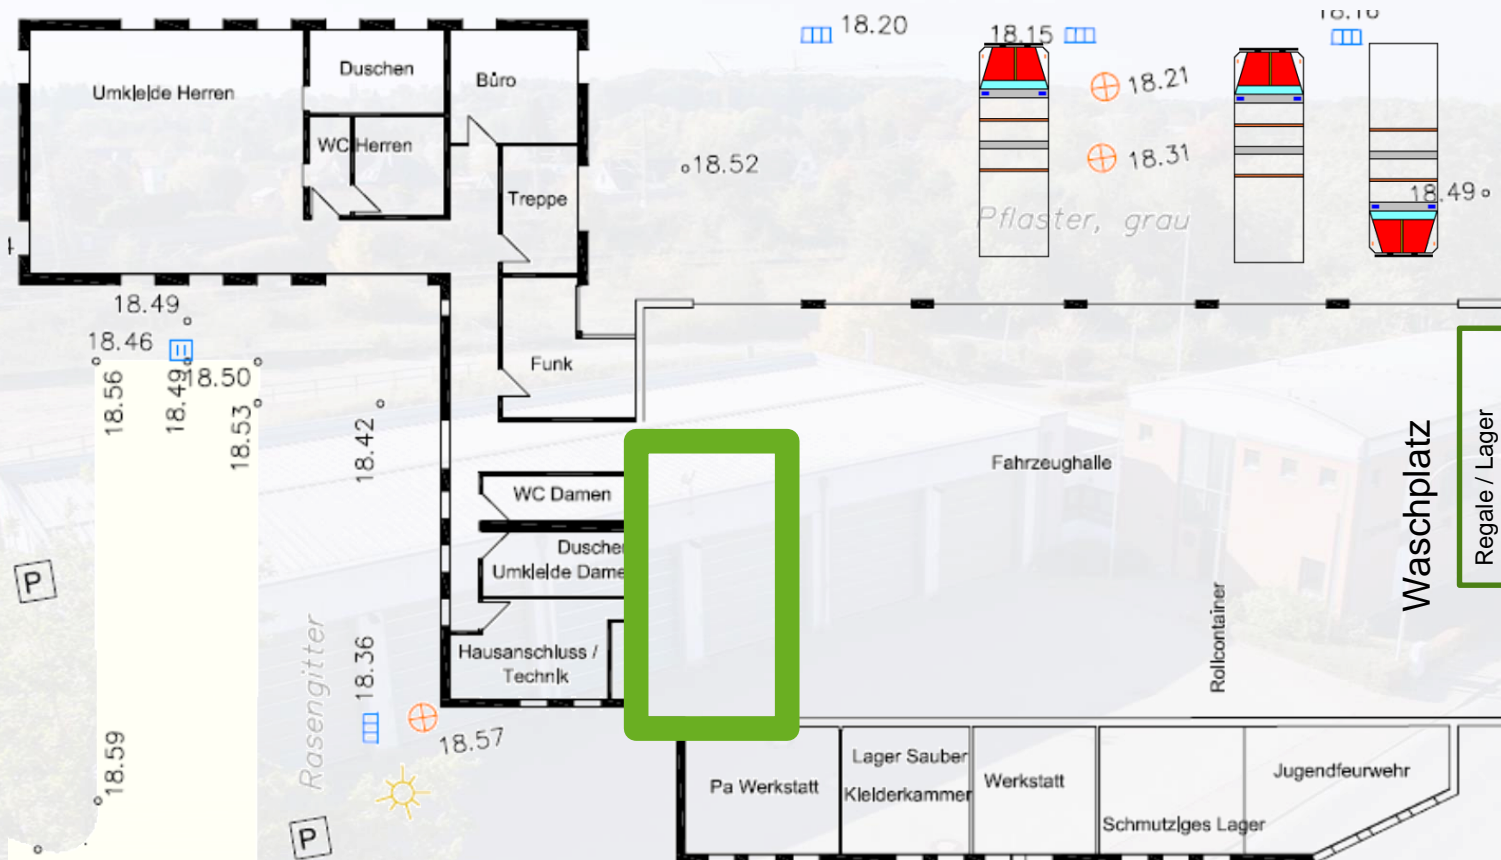 18.20
18.15
18.21
18.31
18.52
18.49
Pflaster, grau
Umkleide Herren
Duschen
Büro
WC Herren
Treppe
18.49
18.46
18.56
18.49
18.50
18.53
18.42
Funk
WC Damen
Dusche
Umkleide Dame
Hausanschluss /
Technik
Fahrzeughalle
Waschplatz
Regale / Lager
Rollcontainer
P
Rasengitter
18.36
18.57
18.59
P
Pa Werkstatt
Lager Sauber
Kleiderkammer
Werkstatt
Schmutziges Lager
Jugendfeurwehr